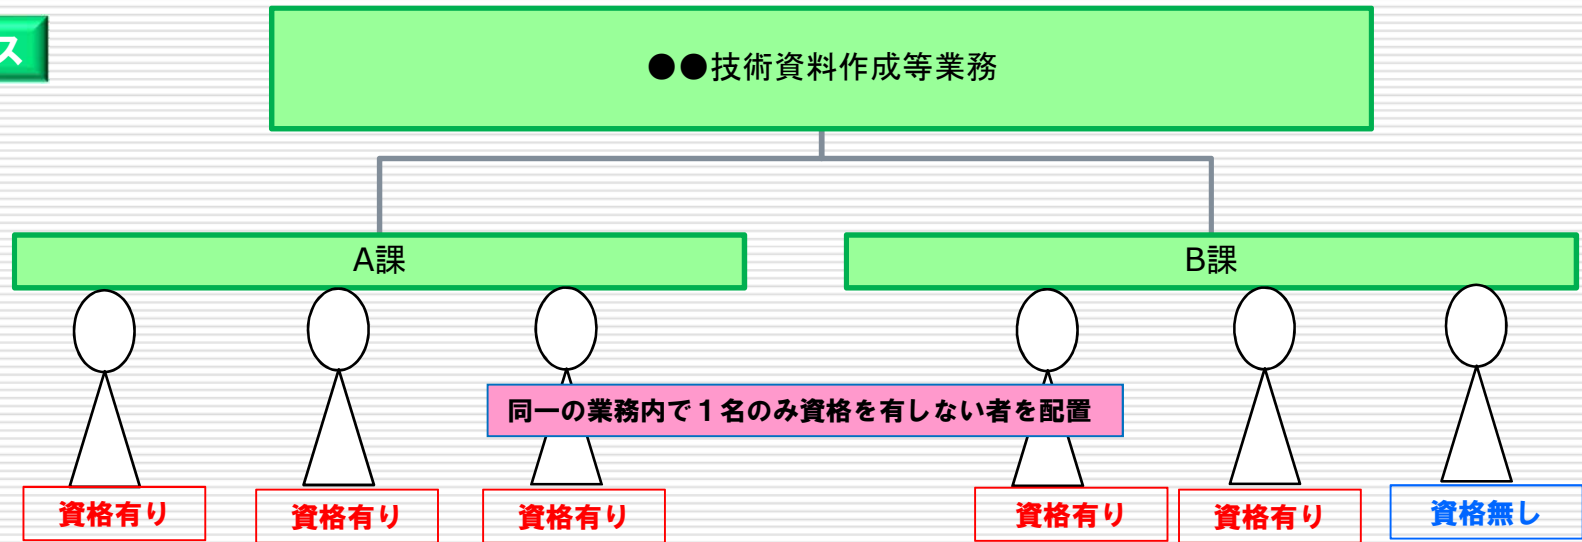 ス
●●技術資料作成等業務
A課
B課
同一の業務内で１名のみ資格を有しない者を配置
資格有り
資格有り
資格有り
資格有り
資格有り
資格無し